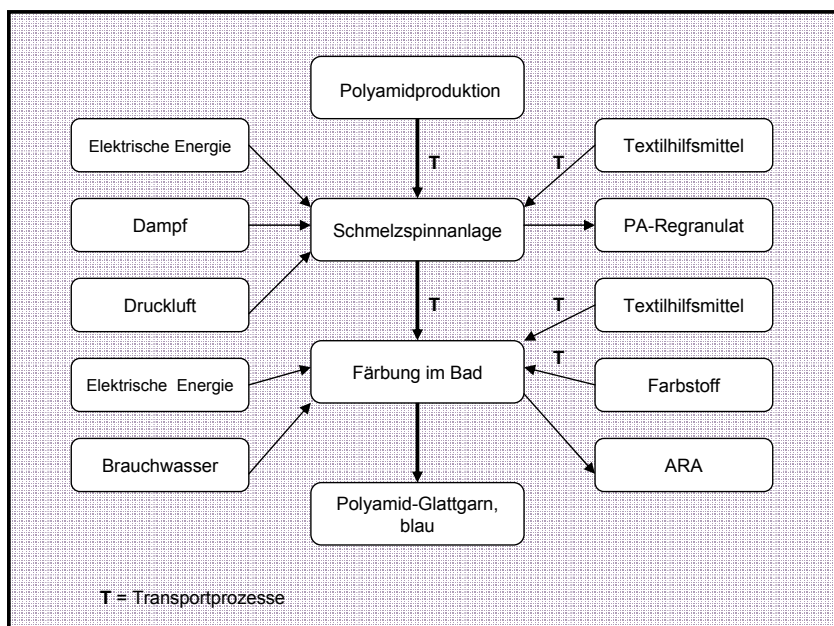 Polyamidproduktion
Elektrische Energie
T
T
Textilhilfsmittel
Dampf
Schmelzspinnanlage
PA-Regranulat
Druckluft
T
T
Textilhilfsmittel
T
Elektrische Energie
Färbung im Bad
Farbstoff
Brauchwasser
ARA
Polyamid-Glattgarn,
blau
T = Transportprozesse